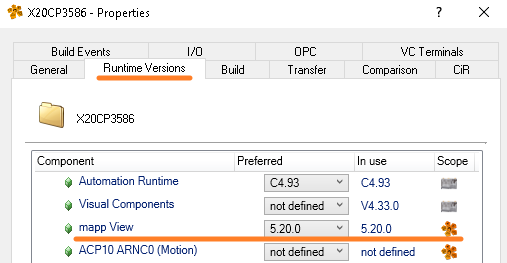 X20CP3586 - Properties ? ×
Build Events I/O OPC VC Terminals
General Runtime Versions Build Transfer Comparison CiR
X20CP3586
Component Preferred In use Scope
Automation Runtime C4.93 C4.93
Visual Components not defined V4.33.0
mapp View 5.20.0 5.20.0
ACP10 ARNC0 (Motion) not defined not defined